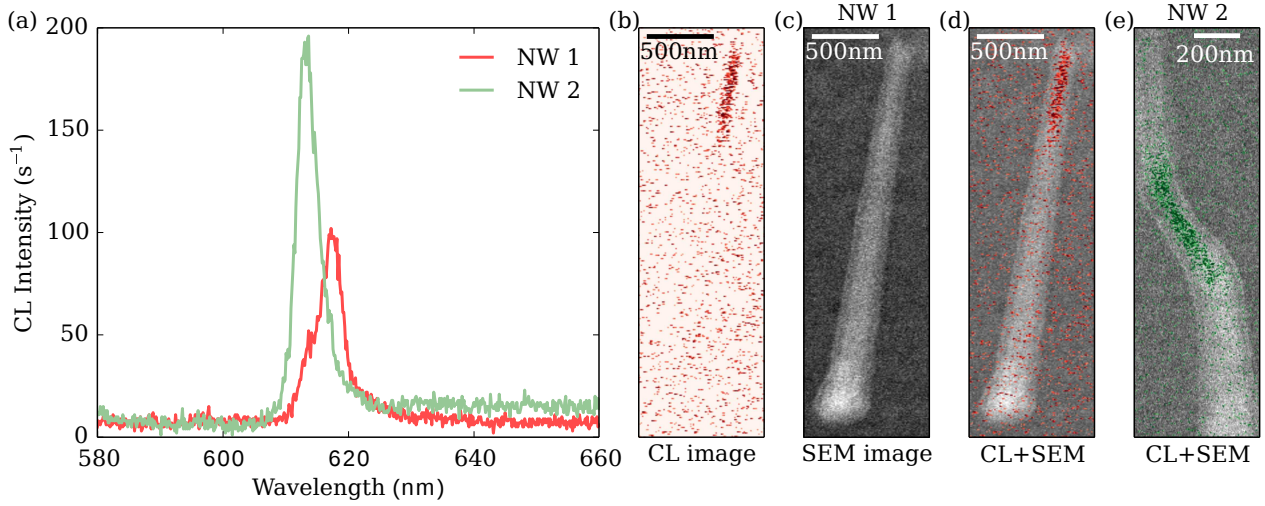 (a)
CL Intensity (s⁻¹)
200
150
100
50
0
580
600
620
640
660
Wavelength (nm)
NW 1
NW 2
(b)
500nm
CL image
(c)
NW 1
500nm
SEM image
(d)
500nm
CL+SEM
(e)
NW 2
200nm
CL+SEM